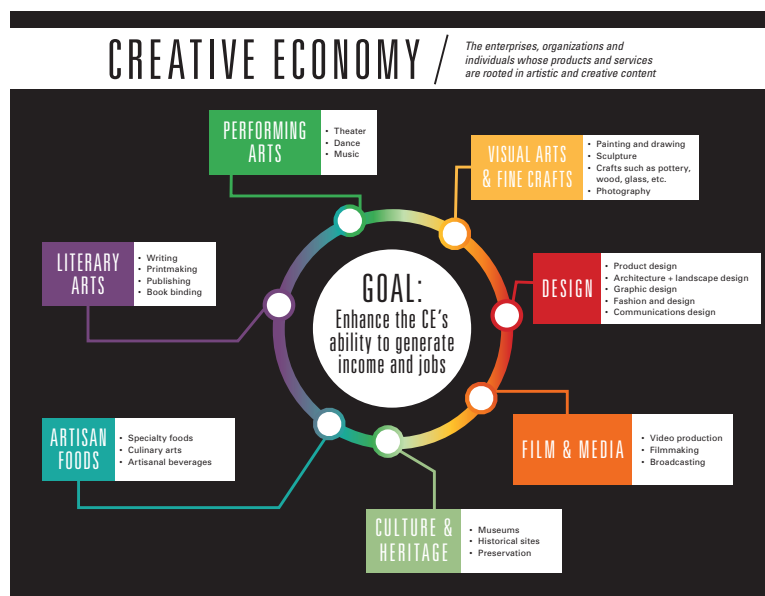 CREATIVE ECONOMY /
The enterprises, organizations and
individuals whose products and services
are rooted in artistic and creative content
PERFORMING
ARTS
• Theater
• Dance
• Music
VISUAL ARTS
& FINE CRAFTS
• Painting and drawing
• Sculpture
• Crafts such as pottery,
wood, glass, etc.
• Photography
LITERARY
ARTS
• Writing
• Printmaking
• Publishing
• Book binding
GOAL:
Enhance the CE's
ability to generate
income and jobs
DESIGN
• Product design
• Architecture + landscape design
• Graphic design
• Fashion and design
• Communications design
ARTISAN
FOODS
• Specialty foods
• Culinary arts
• Artisanal beverages
FILM & MEDIA
• Video production
• Filmmaking
• Broadcasting
CULTURE &
HERITAGE
• Museums
• Historical sites
• Preservation